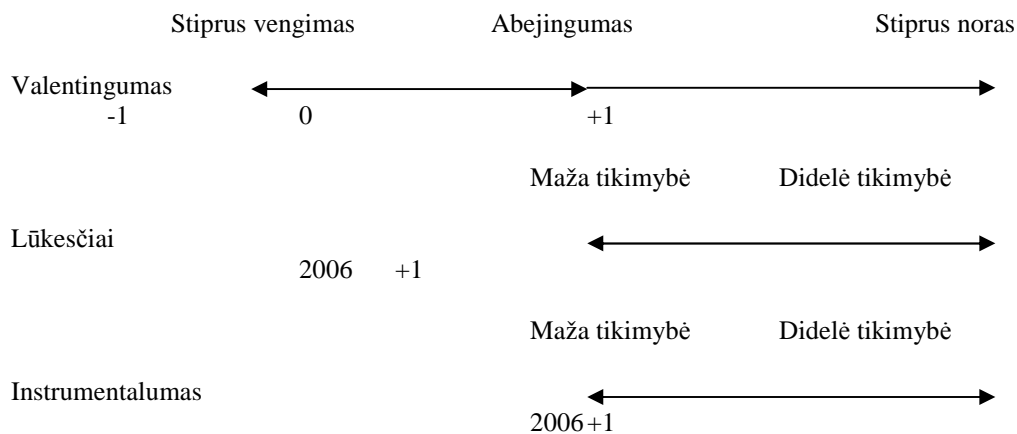 Stiprus vengimas Abejingumas Stiprus noras
Valentingumas
-1 0 +1
Maža tikimybė Didelė tikimybė
Lūkesčiai
2006 +1
Maža tikimybė Didelė tikimybė
Instrumentalumas
2006 +1